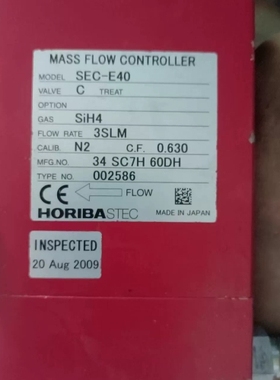 MASS FLOW CONTROLLER
MODEL SEC-E40
VALVE C TREAT
OPTION
GAS SiH4
FLOW RATE 3SLM
CALIB. N2 C.F. 0.630
MFG.NO. 34 SC7H 60DH
TYPE NO. 002586
CE FLOW
HORIBASTEC MADE IN JAPAN
INSPECTED
20 Aug 2009